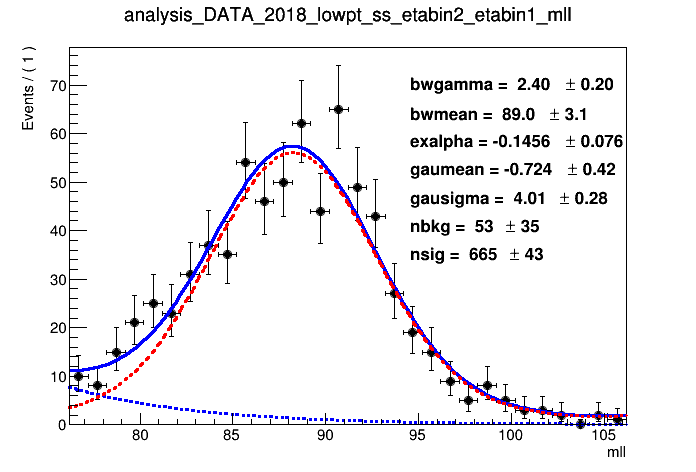 analysis_DATA_2018_lowpt_ss_etabin2_etabin1_mll
Events / ( 1 )
70
60
50
40
30
20
10
0
bwgamma = 2.40 ± 0.20
bwmean = 89.0 ± 3.1
exalpha = -0.1456 ± 0.076
gaumean = -0.724 ± 0.42
gausigma = 4.01 ± 0.28
nbkg = 53 ± 35
nsig = 665 ± 43
80 85 90 95 100 105
mll